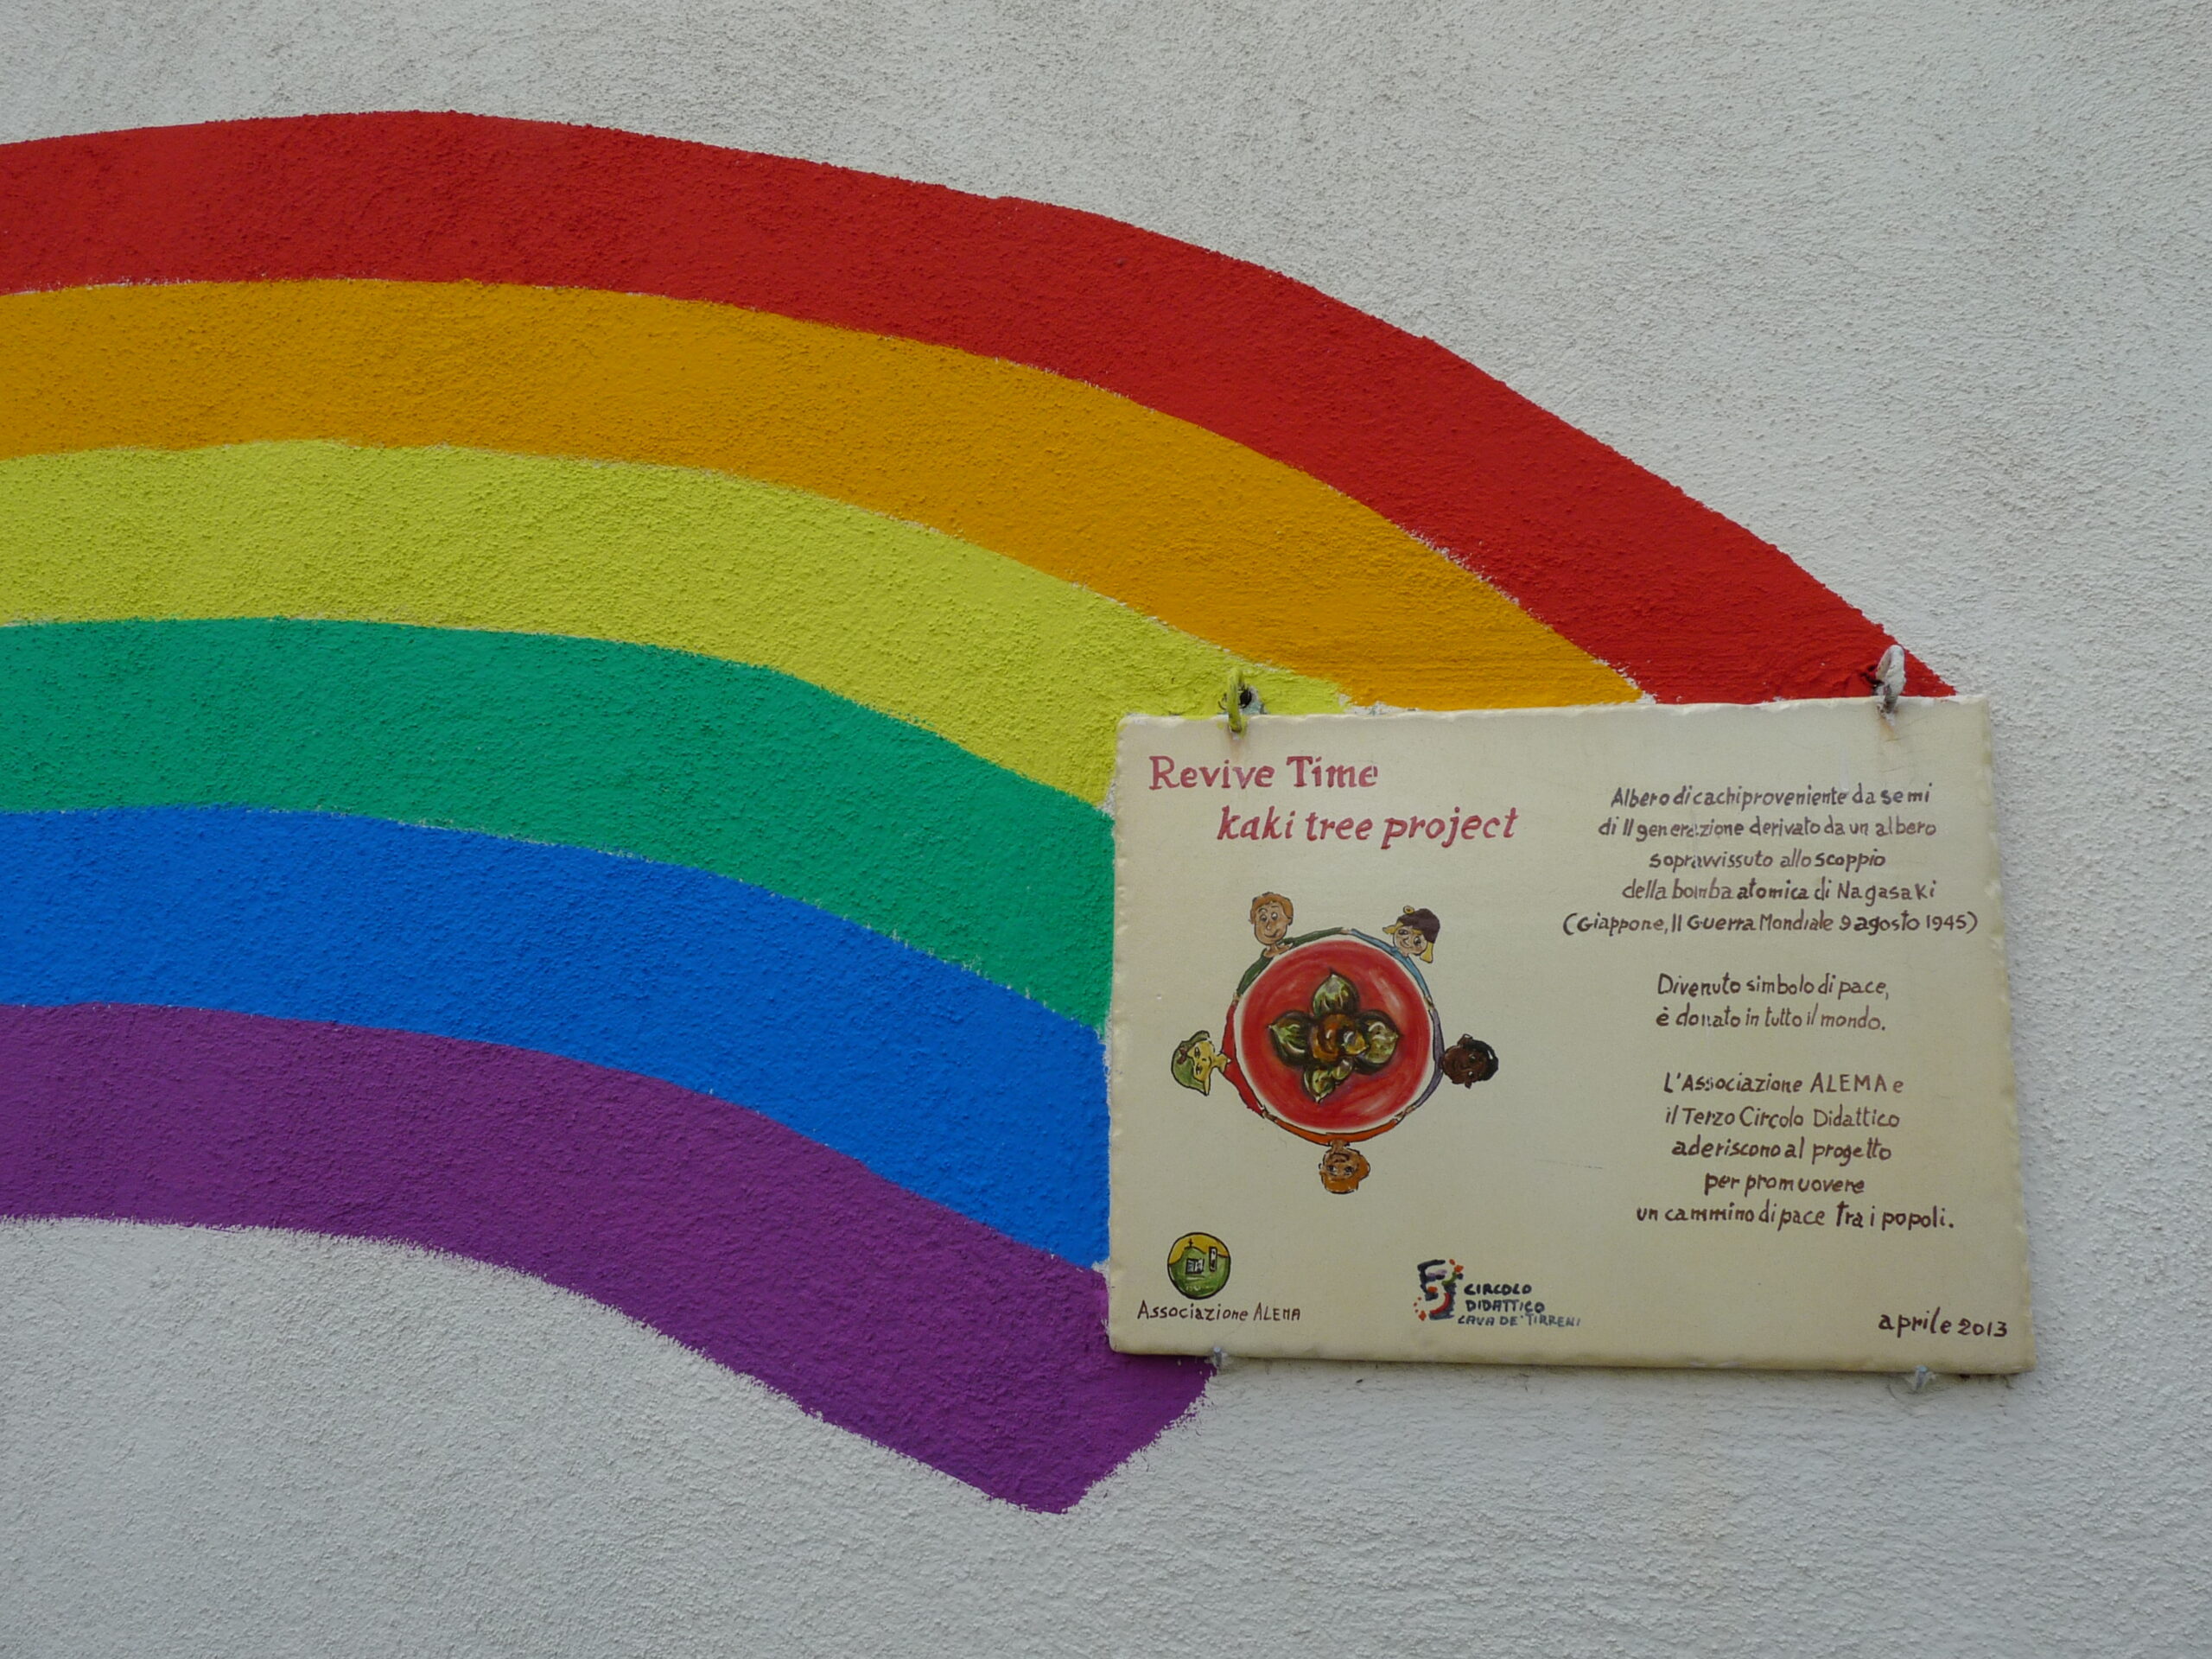 Revive Time
kaki tree project
Albero di cachi proveniente da semi
di II generazione derivato da un albero
sopravvissuto allo scoppio
della bomba atomica di Nagasaki
(Giappone, II Guerra Mondiale 9 agosto 1945)
Divenuto simbolo di pace,
è donato in tutto il mondo.
L'Associazione ALEMA e
il Terzo Circolo Didattico
aderiscono al progetto
per promuovere
un cammino di pace tra i popoli.
Associazione ALEMA
CIRCOLO
DIDATTICO
CAVA DE' TIRRENI
aprile 2013